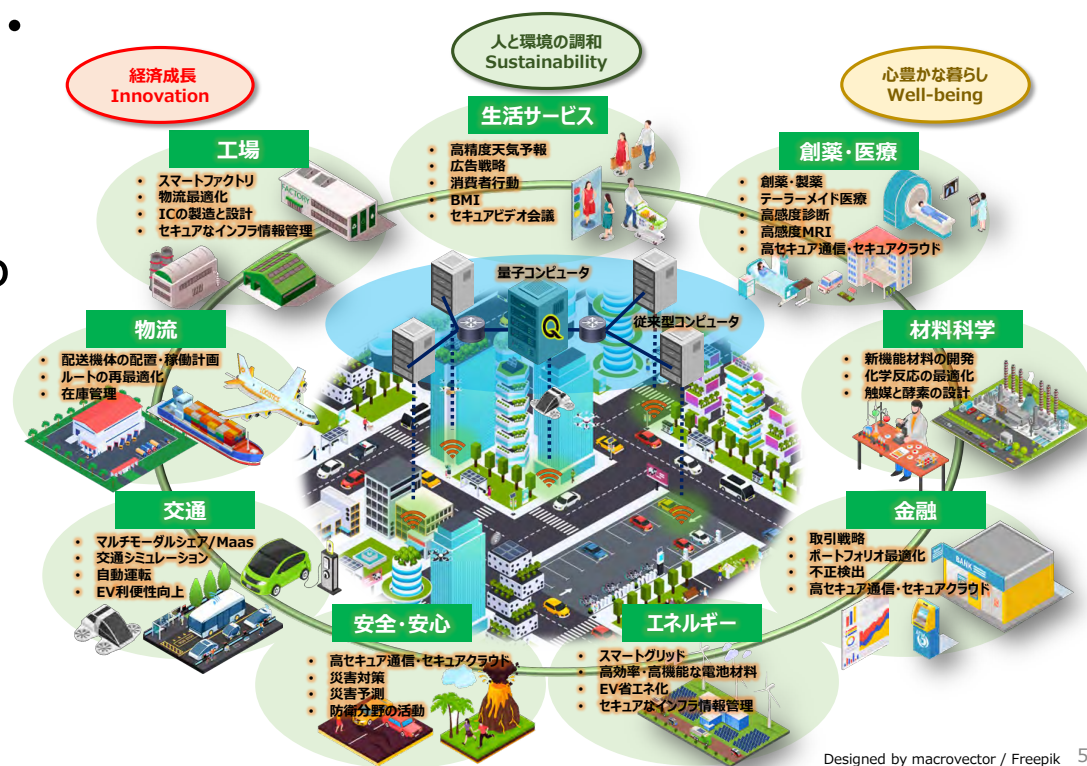 経済成長
Innovation
人と環境の調和
Sustainability
心豊かな暮らし
Well-being
工場
• スマートファクトリ
• 物流最適化
• ICの製造と設計
• セキュアなインフラ情報管理
FACTORY
生活サービス
• 高精度天気予報
• 広告戦略
• 消費者行動
• BMI
• セキュアビデオ会議
創薬・医療
• 創薬・製薬
• テーラーメイド医療
• 高感度診断
• 高感度MRI
• 高セキュア通信・セキュアクラウド
量子コンピュータ
Q
従来型コンピュータ
物流
• 配送機体の配置・稼働計画
• ルートの再最適化
• 在庫管理
材料科学
• 新機能材料の開発
• 化学反応の最適化
• 触媒と酵素の設計
交通
• マルチモーダルシェア/Maas
• 交通シミュレーション
• 自動運転
• EV利便性向上
金融
• 取引戦略
• ポートフォリオ最適化
• 不正検出
• 高セキュア通信・セキュアクラウド
BANK
安全・安心
• 高セキュア通信・セキュアクラウド
• 災害対策
• 災害予測
• 防衛分野の活動
エネルギー
• スマートグリッド
• 高効率・高機能な電池材料
• EV省エネ化
• セキュアなインフラ情報管理
Designed by macrovector / Freepik 5